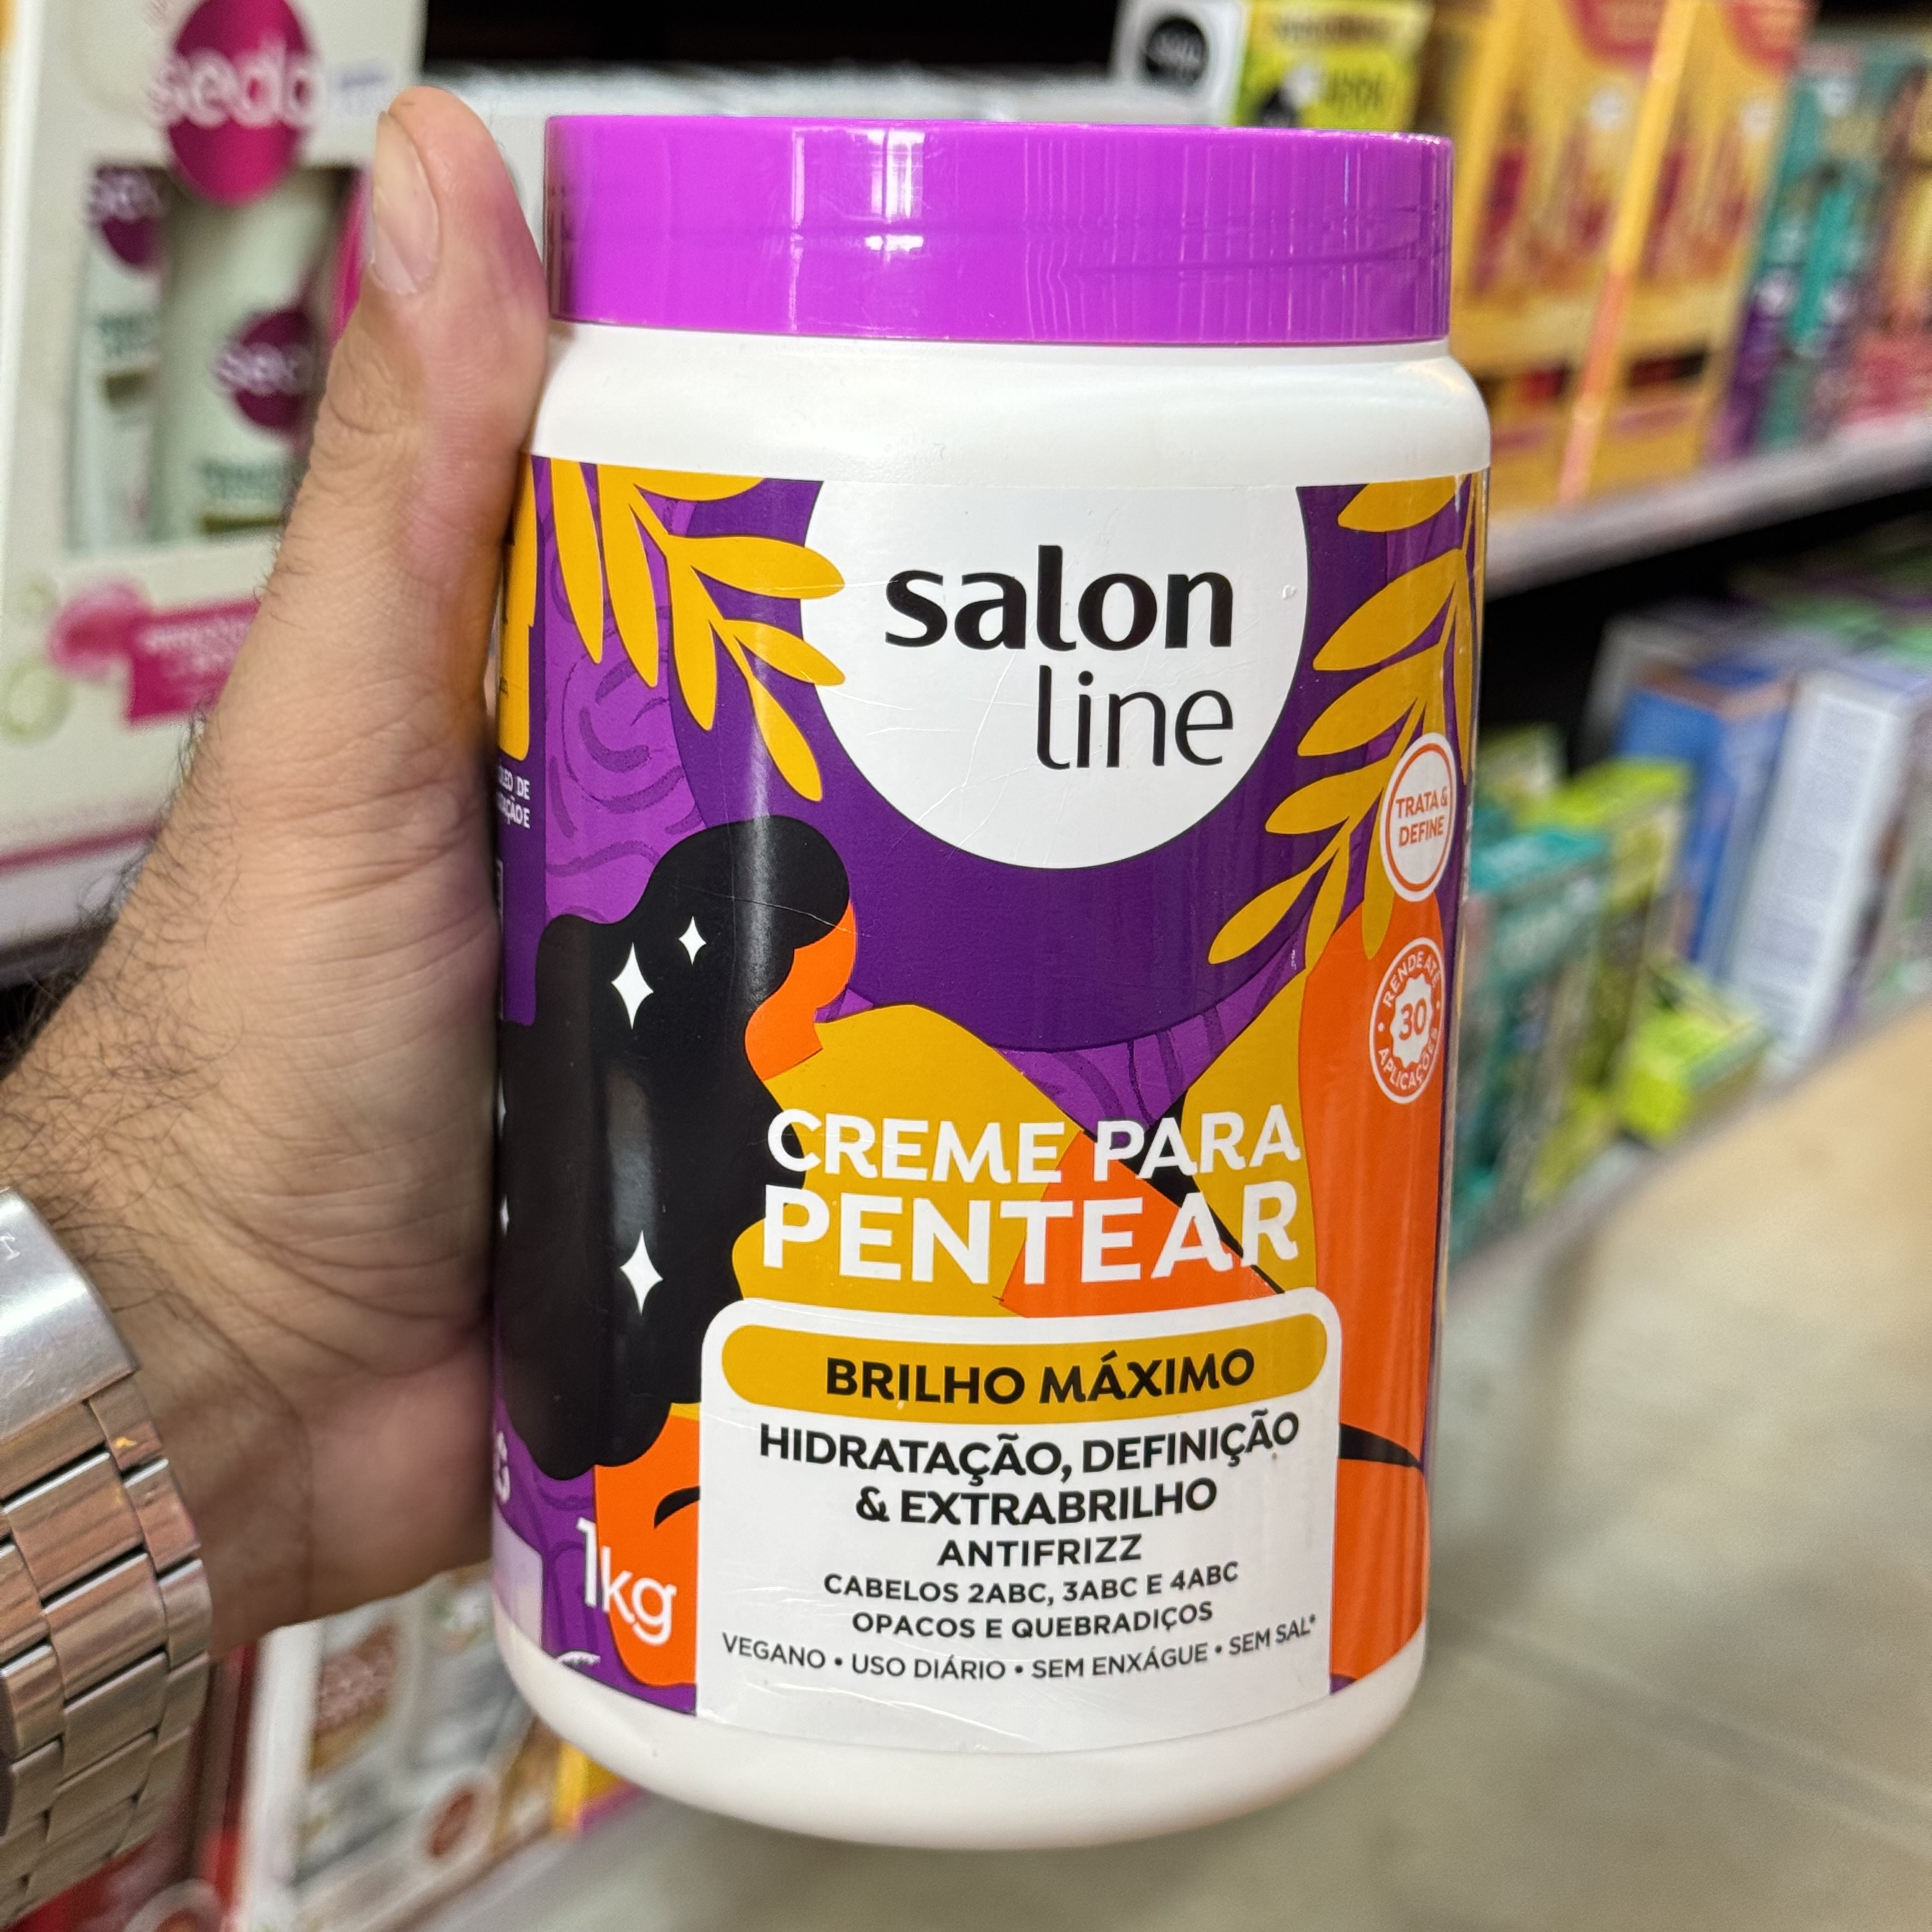 seda
salon
line
TRATA &
DEFINE
RENDE ATÉ
30
APLICAÇÕES
CREME PARA
PENTEAR
BRILHO MÁXIMO
HIDRATAÇÃO, DEFINIÇÃO
& EXTRABRILHO
ANTIFRIZZ
CABELOS 2ABC, 3ABC E 4ABC
OPACOS E QUEBRADIÇOS
VEGANO • USO DIÁRIO • SEM ENXÁGUE • SEM SAL*
1kg